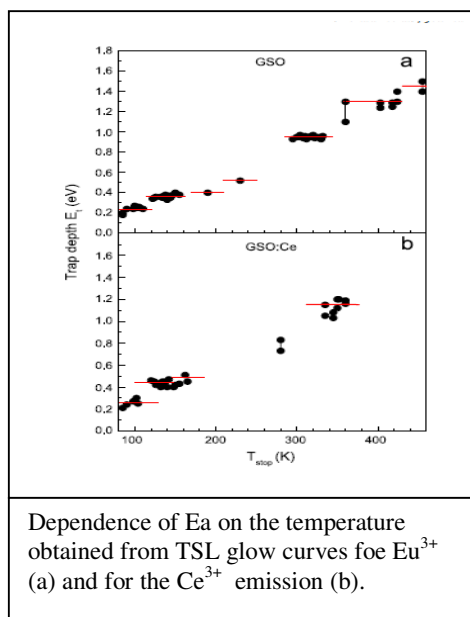 GSO
a
1.8
1.6
1.4
1.2
1.0
0.8
0.6
0.4
0.2
0.0
Trap depth E_t (eV)
GSO:Ce
b
1.6
1.4
1.2
1.0
0.8
0.6
0.4
0.2
0,0
100 200 300 400
T_stop (K)
Dependence of Ea on the temperature
obtained from TSL glow curves foe Eu³⁺
(a) and for the Ce³⁺ emission (b).